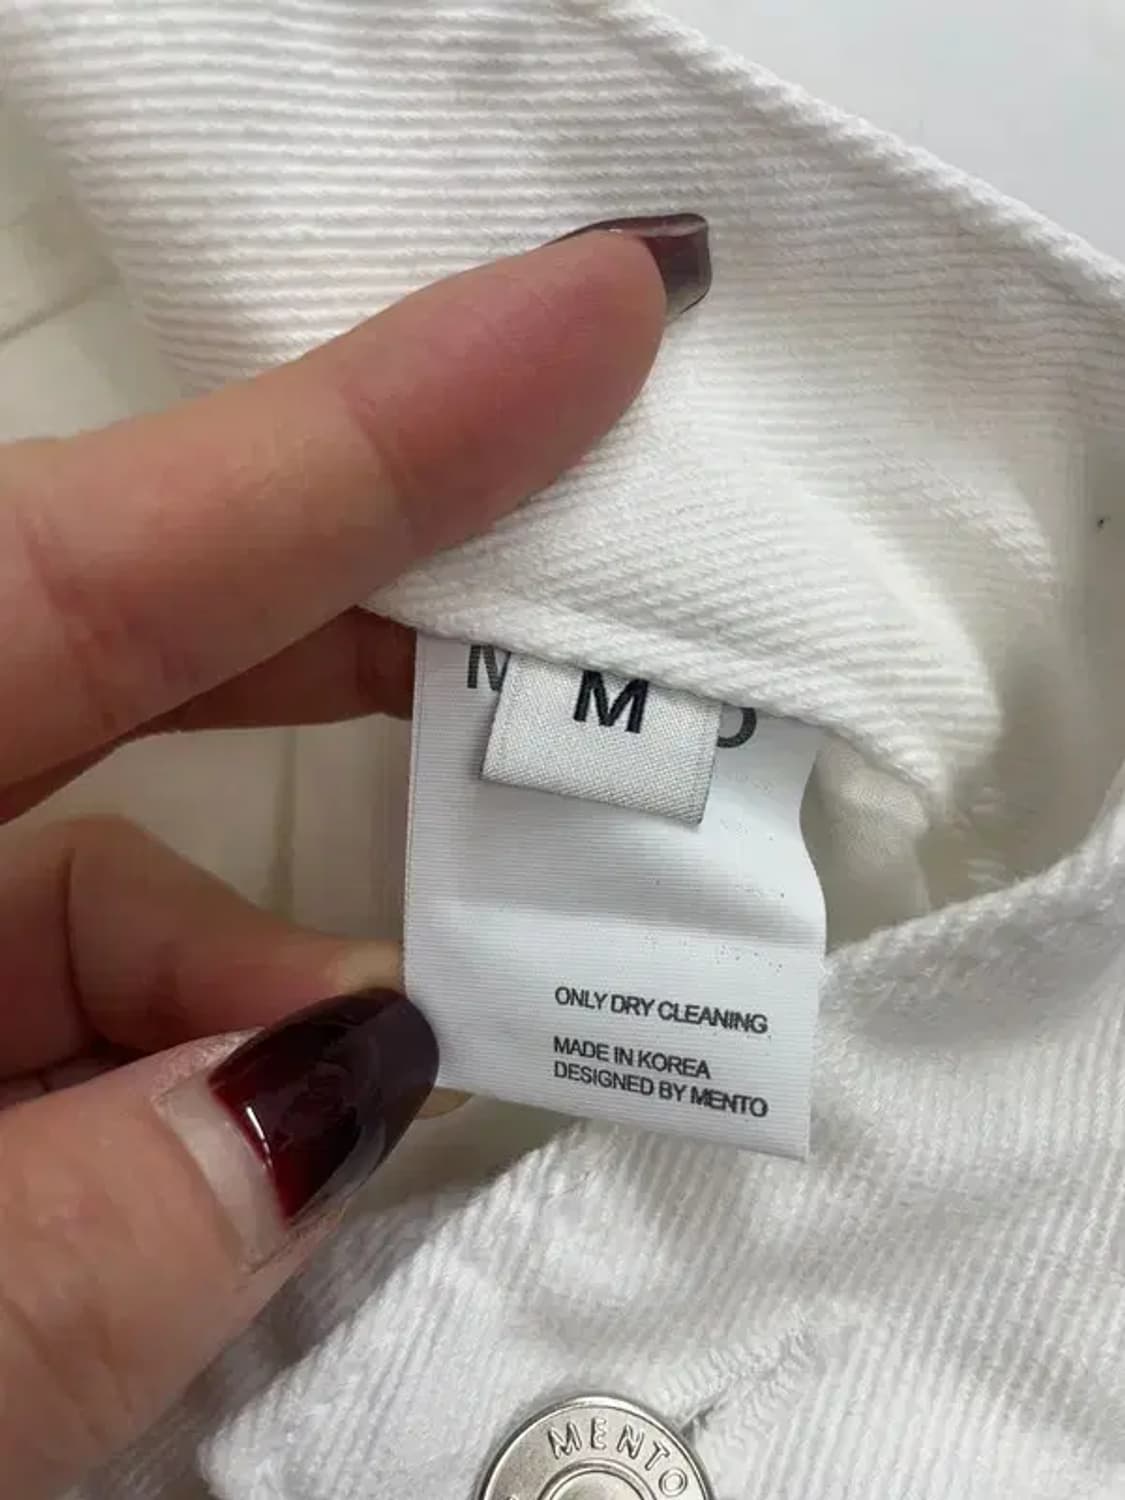 M
ONLY DRY CLEANING
MADE IN KOREA
DESIGNED BY MENTO
MENTO